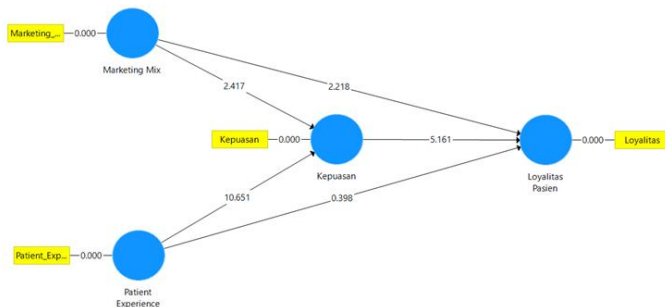 Marketing_...
0.000
Marketing Mix
2.417
2.218
Kepuasan
0.000
Kepuasan
5.161
0.000
Loyalitas
Loyalitas
Pasien
10.651
0.398
Patient_Exp...
0.000
Patient
Experience